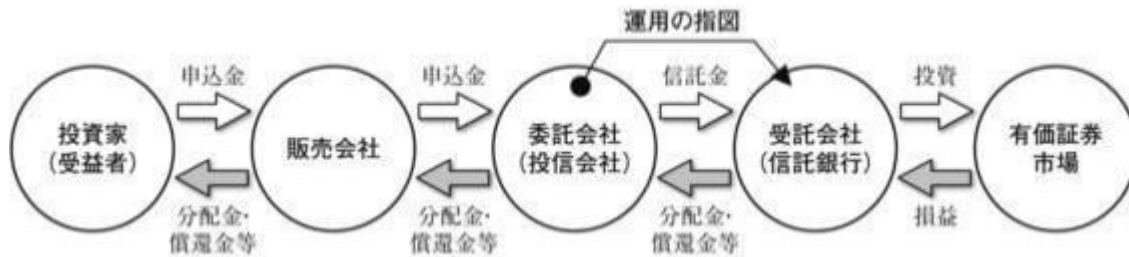 運用の指図
申込金
申込金
信託金
投資
投資家
(受益者)
販売会社
委託会社
(投信会社)
受託会社
(信託銀行)
有価証券
市場
分配金・
償還金等
分配金・
償還金等
分配金・
償還金等
損益